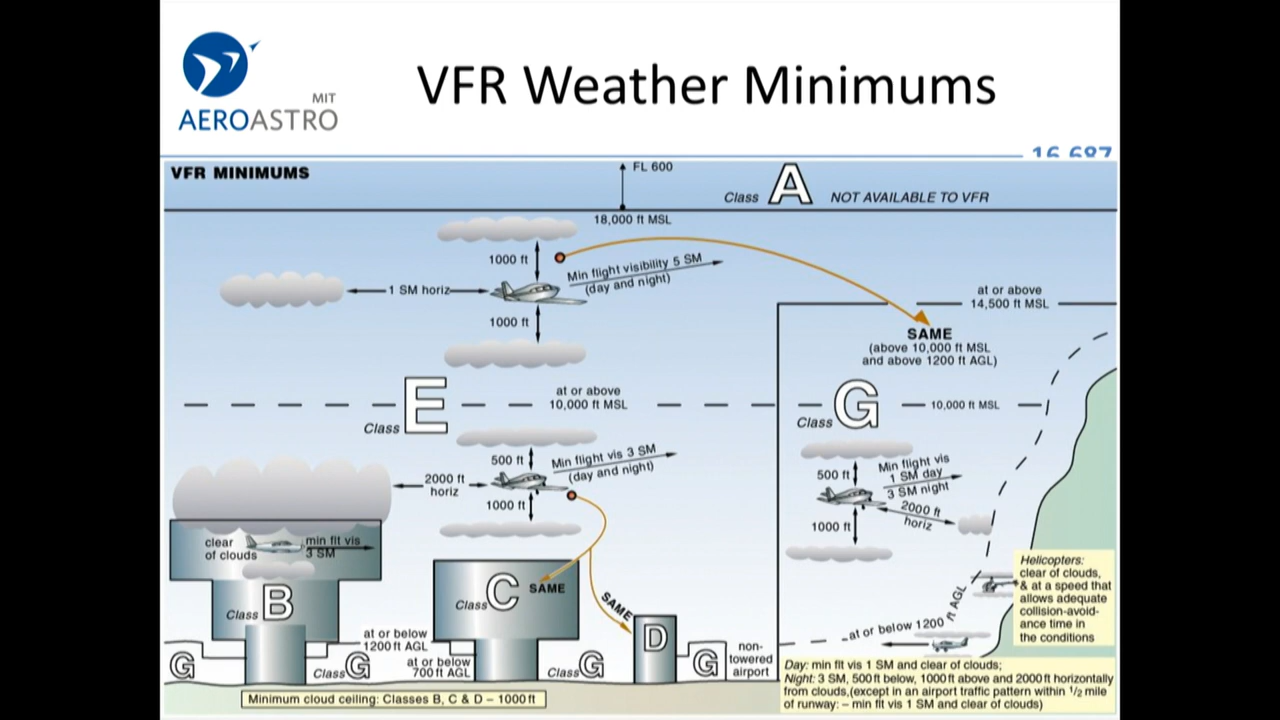 MIT
AEROASTRO
VFR Weather Minimums
16.687
VFR MINIMUMS
FL 600
Class A NOT AVAILABLE TO VFR
18,000 ft MSL
1000 ft
Min flight visibility 5 SM
(day and night)
1 SM horiz
1000 ft
at or above
14,500 ft MSL
SAME
(above 10,000 ft MSL
and above 1200 ft AGL)
Class E
at or above
10,000 ft MSL
Class G
10,000 ft MSL
500 ft
Min flight vis 3 SM
(day and night)
2000 ft
horiz
1000 ft
500 ft
Min flight vis
1 SM day
3 SM night
2000 ft
horiz
1000 ft
clear
of clouds
min flt vis
3 SM
Class B
Class C
SAME
SAME
D
at or below
1200 ft AGL
at or below
700 ft AGL
G
Class G
Class G
G
non-
towered
airport
at or below 1200 ft AGL
Helicopters:
clear of clouds,
& at a speed that
allows adequate
collision-avoid-
ance time in
the conditions
Minimum cloud ceiling: Classes B, C & D – 1000 ft
Day: min flt vis 1 SM and clear of clouds;
Night: 3 SM, 500 ft below, 1000 ft above and 2000 ft horizontally
from clouds,(except in an airport traffic pattern within 1/2 mile
of runway: – min flt vis 1 SM and clear of clouds)